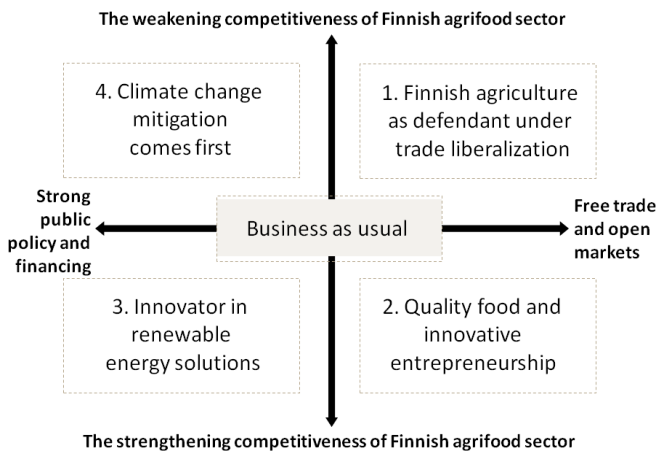 The weakening competitiveness of Finnish agrifood sector
4. Climate change
mitigation
comes first
1. Finnish agriculture
as defendant under
trade liberalization
Strong
public
policy and
financing
Business as usual
Free trade
and open
markets
3. Innovator in
renewable
energy solutions
2. Quality food and
innovative
entrepreneurship
The strengthening competitiveness of Finnish agrifood sector